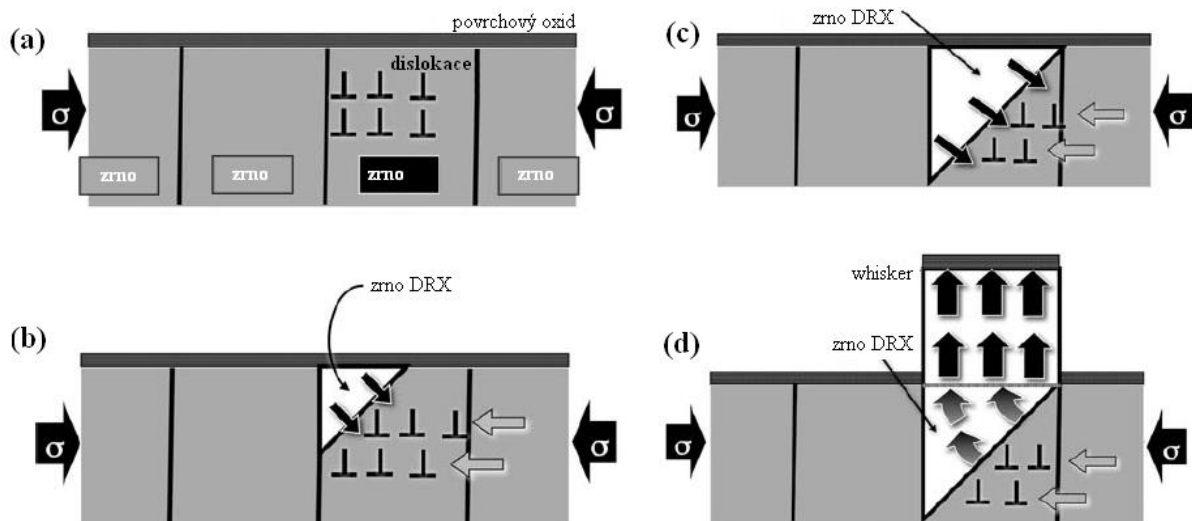 (a)
povrchový oxid
dislokace
σ
σ
zrno
zrno
zrno
zrno
(b)
zrno DRX
σ
σ
(c)
zrno DRX
σ
σ
(d)
whisker
zrno DRX
σ
σ